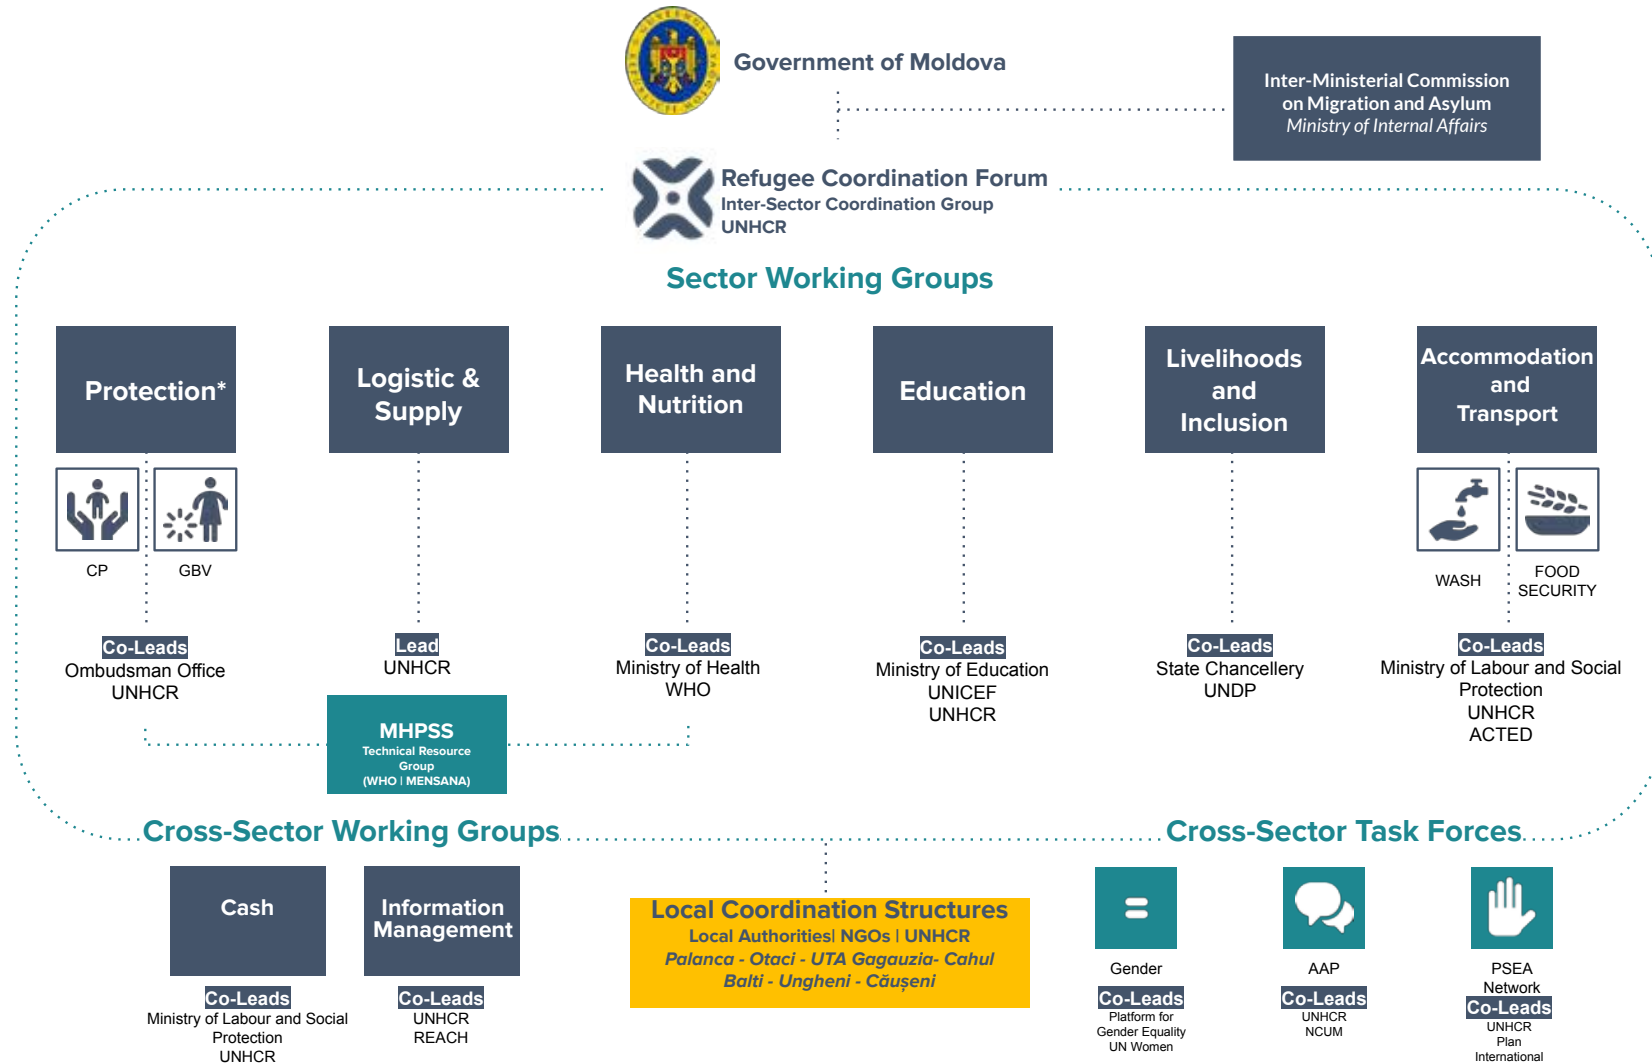 Government of Moldova
Inter-Ministerial Commission
on Migration and Asylum
Ministry of Internal Affairs
Refugee Coordination Forum
Inter-Sector Coordination Group
UNHCR
Sector Working Groups
Protection*
CP
GBV
Co-Leads
Ombudsman Office
UNHCR
Logistic &
Supply
Lead
UNHCR
Health and
Nutrition
Co-Leads
Ministry of Health
WHO
Education
Co-Leads
Ministry of Education
UNICEF
UNHCR
Livelihoods
and
Inclusion
Co-Leads
State Chancellery
UNDP
Accommodation
and
Transport
WASH
FOOD
SECURITY
Co-Leads
Ministry of Labour and Social
Protection
UNHCR
ACTED
MHPSS
Technical Resource
Group
(WHO | MENSANA)
Cross-Sector Working Groups
Cash
Co-Leads
Ministry of Labour and Social
Protection
UNHCR
Information
Management
Co-Leads
UNHCR
REACH
Local Coordination Structures
Local Authorities| NGOs | UNHCR
Palanca - Otaci - UTA Gagauzia- Cahul
Balti - Ungheni - Căușeni
Cross-Sector Task Forces
Gender
Co-Leads
Platform for
Gender Equality
UN Women
AAP
Co-Leads
UNHCR
NCUM
PSEA
Network
Co-Leads
UNHCR
Plan
International